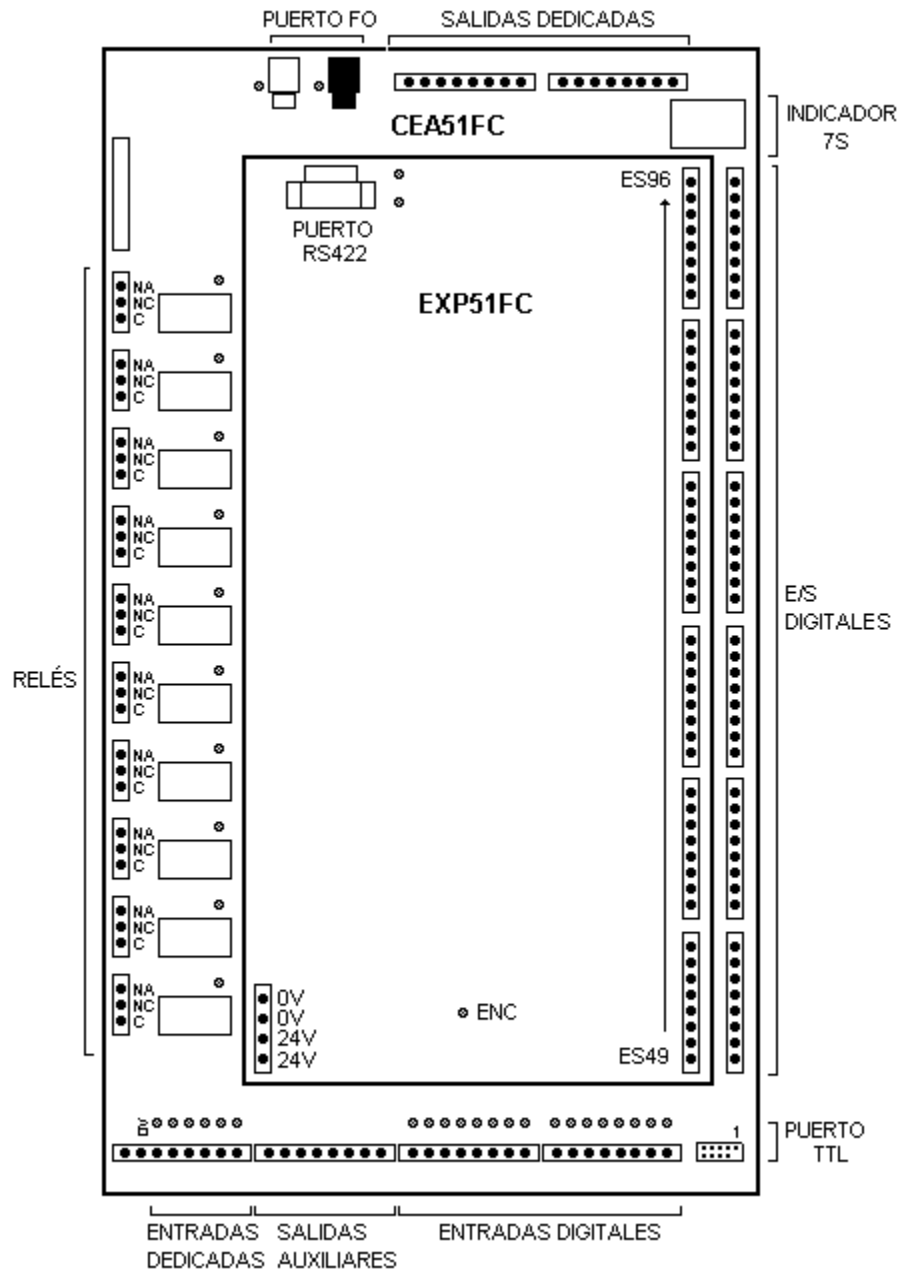 PUERTO FO
SALIDAS DEDICADAS
INDICADOR
7S
CEA51FC
ES96
PUERTO
RS422
EXP51FC
NA
NC
C
NA
NC
C
NA
NC
C
NA
NC
C
NA
NC
C
NA
NC
C
NA
NC
C
NA
NC
C
NA
NC
C
NA
NC
C
E/S
DIGITALES
RELÉS
0V
0V
24V
24V
ENC
ES49
1
PUERTO
TTL
ENTRADAS
DEDICADAS
SALIDAS
AUXILIARES
ENTRADAS DIGITALES